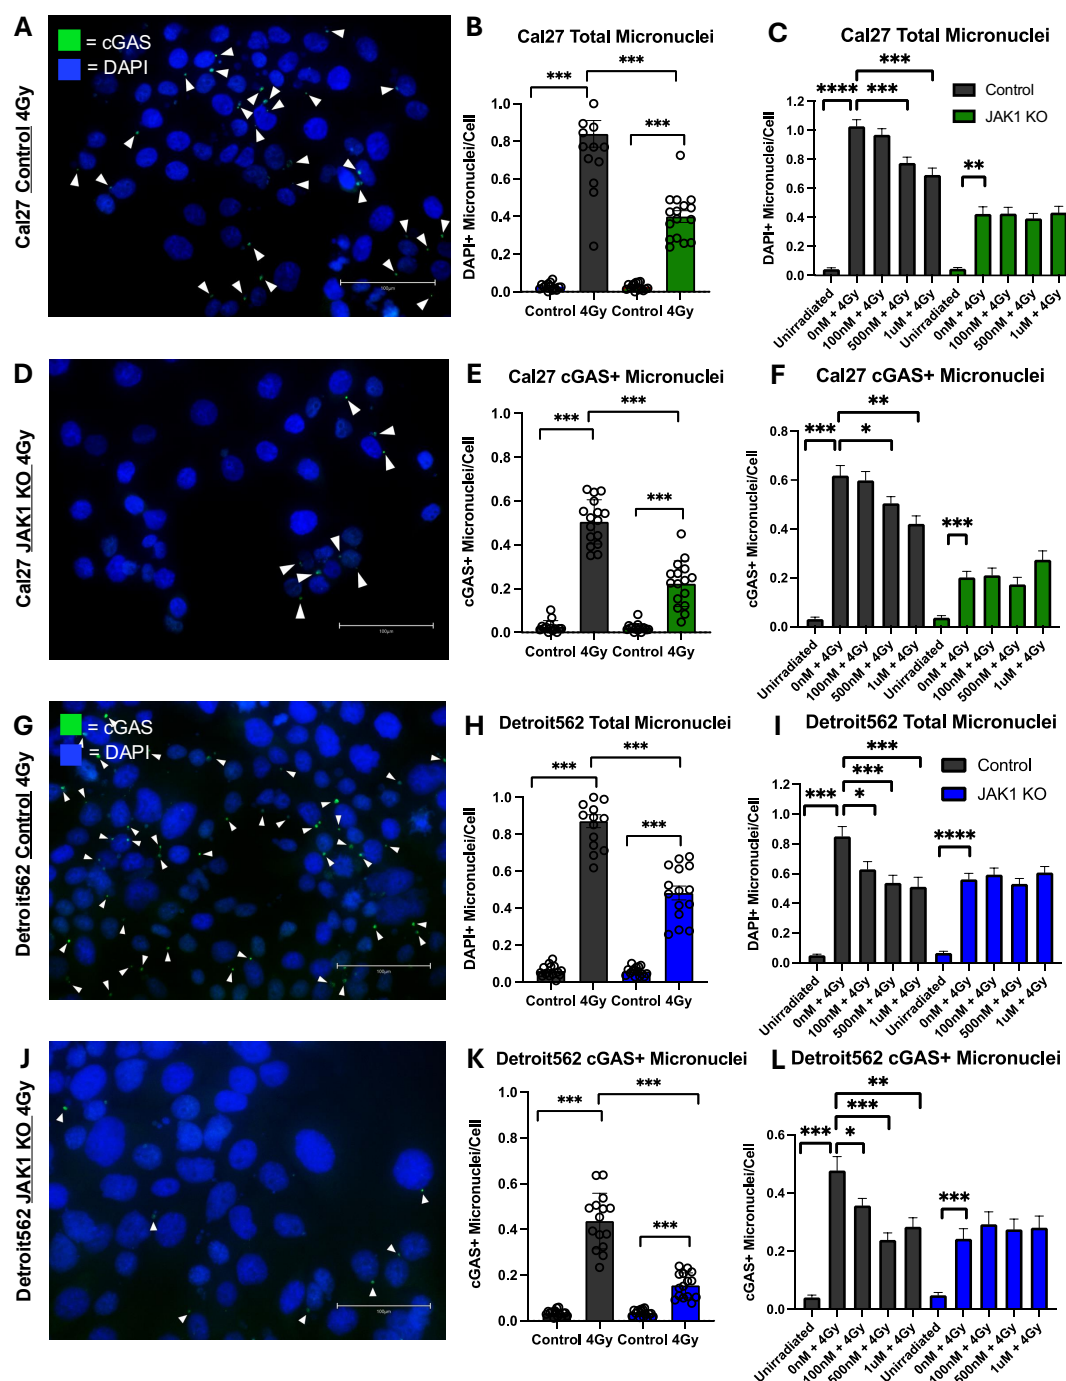 A
= cGAS
= DAPI
Cal27 Control 4Gy
100μm
B
Cal27 Total Micronuclei
***
***
***
DAPI+ Micronuclei/Cell
1.0
0.8
0.6
0.4
0.2
0.0
Control 4Gy Control 4Gy
C
Cal27 Total Micronuclei
***
**** ***
Control
JAK1 KO
**
DAPI+ Micronuclei/Cell
1.2
1.0
0.8
0.6
0.4
0.2
0.0
Unirradiated
0nM + 4Gy
100nM + 4Gy
500nM + 4Gy
1uM + 4Gy
Unirradiated
0nM + 4Gy
100nM + 4Gy
500nM + 4Gy
1uM + 4Gy
D
Cal27 JAK1 KO 4Gy
100μm
E
Cal27 cGAS+ Micronuclei
***
***
***
cGAS+ Micronuclei/Cell
1.0
0.8
0.6
0.4
0.2
0.0
Control 4Gy Control 4Gy
F
Cal27 cGAS+ Micronuclei
**
*** *
***
cGAS+ Micronuclei/Cell
0.8
0.6
0.4
0.2
0.0
Unirradiated
0nM + 4Gy
100nM + 4Gy
500nM + 4Gy
1uM + 4Gy
Unirradiated
0nM + 4Gy
100nM + 4Gy
500nM + 4Gy
1uM + 4Gy
G
= cGAS
= DAPI
Detroit562 Control 4Gy
100μm
H
Detroit562 Total Micronuclei
***
***
***
DAPI+ Micronuclei/Cell
1.0
0.8
0.6
0.4
0.2
0.0
Control 4Gy Control 4Gy
I
Detroit562 Total Micronuclei
***
***
*** *
Control
JAK1 KO
****
DAPI+ Micronuclei/Cell
1.2
1.0
0.8
0.6
0.4
0.2
0.0
Unirradiated
0nM + 4Gy
100nM + 4Gy
500nM + 4Gy
1uM + 4Gy
Unirradiated
0nM + 4Gy
100nM + 4Gy
500nM + 4Gy
1uM + 4Gy
J
Detroit562 JAK1 KO 4Gy
100μm
K
Detroit562 cGAS+ Micronuclei
***
***
***
cGAS+ Micronuclei/Cell
1.0
0.8
0.6
0.4
0.2
0.0
Control 4Gy Control 4Gy
L
Detroit562 cGAS+ Micronuclei
**
***
*** *
***
cGAS+ Micronuclei/Cell
0.6
0.4
0.2
0.0
Unirradiated
0nM + 4Gy
100nM + 4Gy
500nM + 4Gy
1uM + 4Gy
Unirradiated
0nM + 4Gy
100nM + 4Gy
500nM + 4Gy
1uM + 4Gy